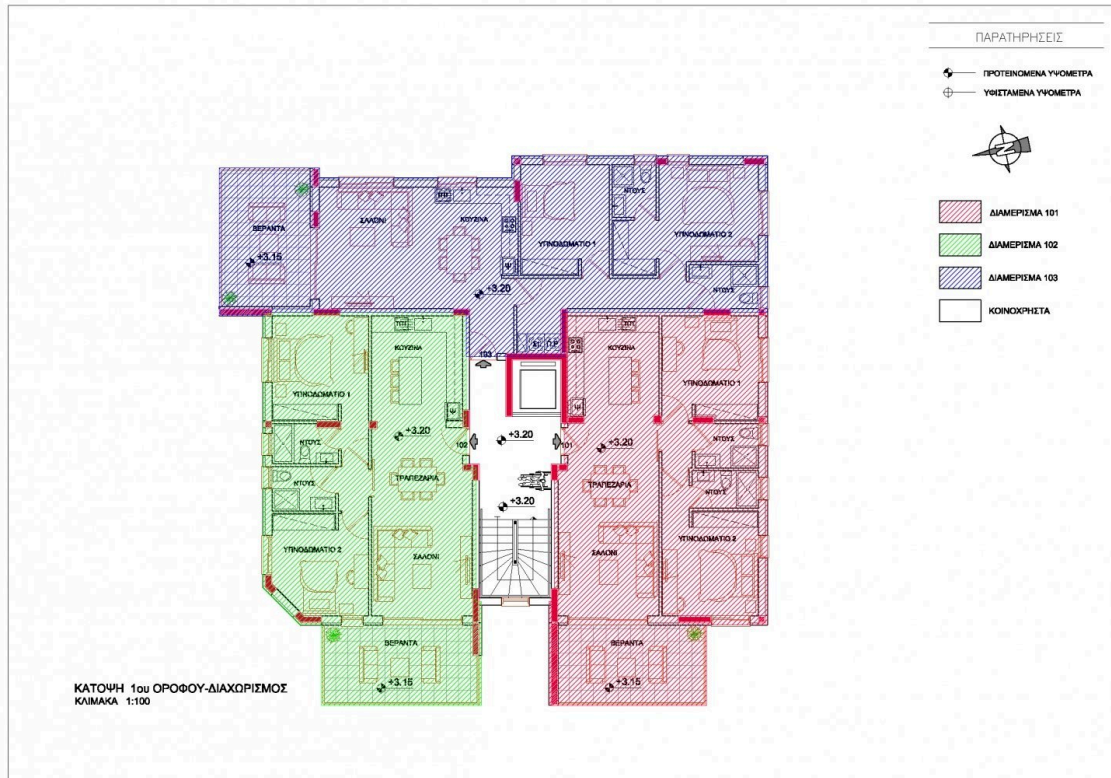 ΠΑΡΑΤΗΡΗΣΕΙΣ
ΠΡΟΤΕΙΝΟΜΕΝΑ ΥΨΟΜΕΤΡΑ
ΥΦΙΣΤΑΜΕΝΑ ΥΨΟΜΕΤΡΑ
ΔΙΑΜΕΡΙΣΜΑ 101
ΔΙΑΜΕΡΙΣΜΑ 102
ΔΙΑΜΕΡΙΣΜΑ 103
ΚΟΙΝΟΧΡΗΣΤΑ
ΒΕΡΑΝΤΑ
+3.15
ΣΑΛΟΝΙ
ΚΟΥΖΙΝΑ
Ψ
+3.20
ΥΠΝΟΔΩΜΑΤΙΟ 1
ΝΤΟΥΣ
ΥΠΝΟΔΩΜΑΤΙΟ 2
ΝΤΟΥΣ
103
ΥΠΝΟΔΩΜΑΤΙΟ 1
ΚΟΥΖΙΝΑ
Ψ
+3.20
102
ΝΤΟΥΣ
ΝΤΟΥΣ
ΤΡΑΠΕΖΑΡΙΑ
ΥΠΝΟΔΩΜΑΤΙΟ 2
ΣΑΛΟΝΙ
ΒΕΡΑΝΤΑ
+3.15
+3.20
+3.20
101
ΚΟΥΖΙΝΑ
Ψ
ΥΠΝΟΔΩΜΑΤΙΟ 1
+3.20
ΝΤΟΥΣ
ΝΤΟΥΣ
ΤΡΑΠΕΖΑΡΙΑ
ΣΑΛΟΝΙ
ΥΠΝΟΔΩΜΑΤΙΟ 2
ΒΕΡΑΝΤΑ
+3.15
ΚΑΤΟΨΗ 1ου ΟΡΟΦΟΥ-ΔΙΑΧΩΡΙΣΜΟΣ
ΚΛΙΜΑΚΑ 1:100